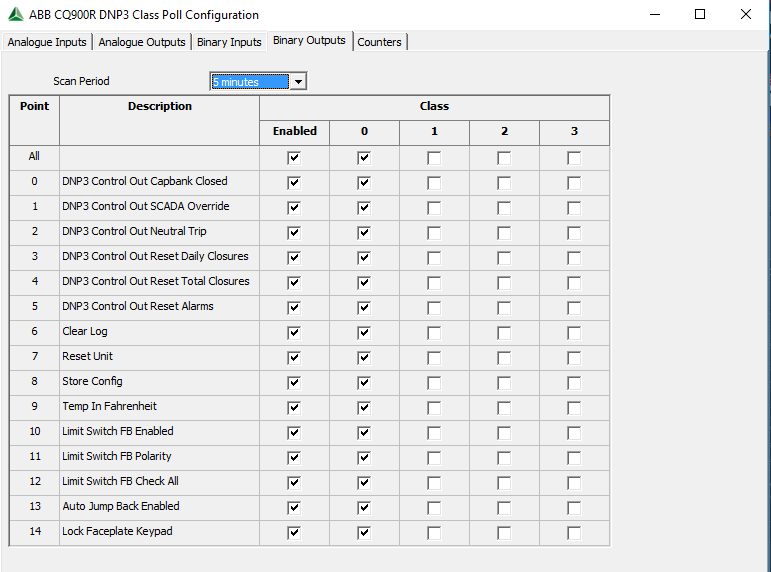 ABB CQ900R DNP3 Class Poll Configuration
Analogue Inputs Analogue Outputs Binary Inputs Binary Outputs Counters
Scan Period 5 minutes
Point Description Class
Enabled 0 1 2 3
All
0 DNP3 Control Out Capbank Closed
1 DNP3 Control Out SCADA Override
2 DNP3 Control Out Neutral Trip
3 DNP3 Control Out Reset Daily Closures
4 DNP3 Control Out Reset Total Closures
5 DNP3 Control Out Reset Alarms
6 Clear Log
7 Reset Unit
8 Store Config
9 Temp In Fahrenheit
10 Limit Switch FB Enabled
11 Limit Switch FB Polarity
12 Limit Switch FB Check All
13 Auto Jump Back Enabled
14 Lock Faceplate Keypad